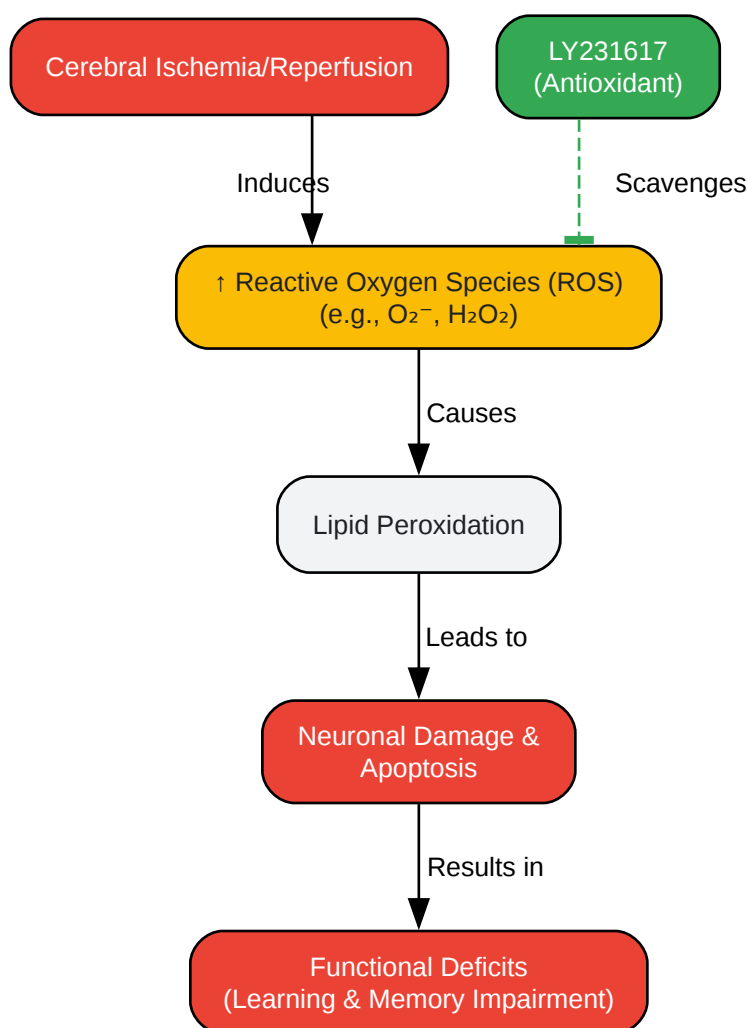 Cerebral Ischemia/Reperfusion
LY231617
(Antioxidant)
Induces
Scavenges
↑ Reactive Oxygen Species (ROS)
(e.g., O₂⁻, H₂O₂)
Causes
Lipid Peroxidation
Leads to
Neuronal Damage &
Apoptosis
Results in
Functional Deficits
(Learning & Memory Impairment)